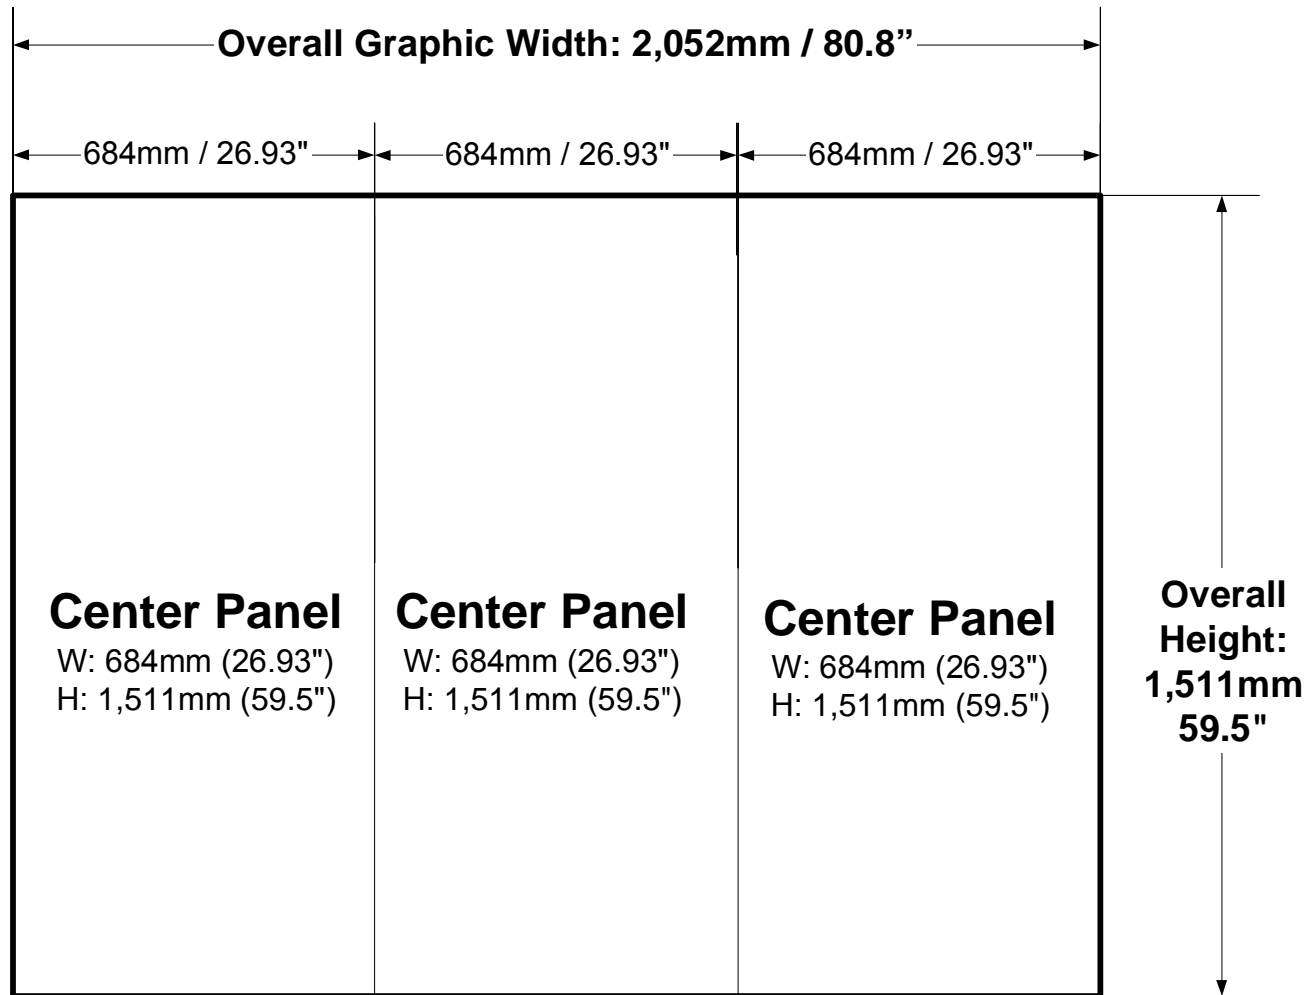 Overall Graphic Width: 2,052mm / 80.8”
684mm / 26.93"
684mm / 26.93"
684mm / 26.93"
Center Panel
W: 684mm (26.93")
H: 1,511mm (59.5")
Center Panel
W: 684mm (26.93")
H: 1,511mm (59.5")
Center Panel
W: 684mm (26.93")
H: 1,511mm (59.5")
Overall
Height:
1,511mm
59.5"